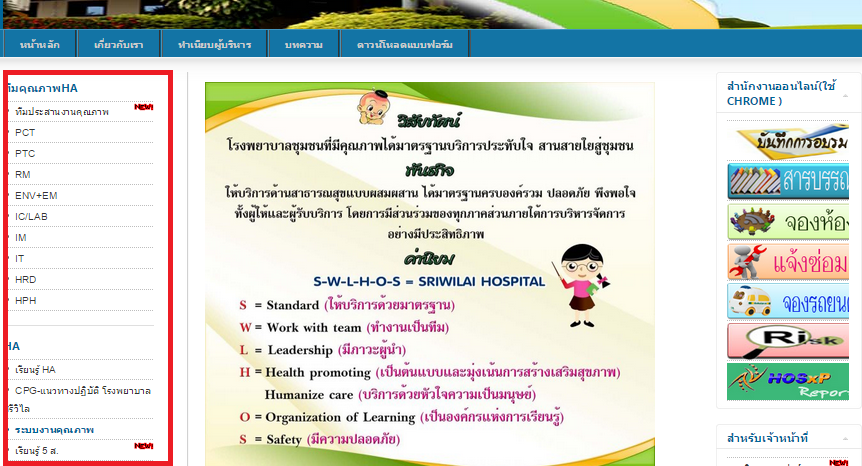 หน้าหลัก เกี่ยวกับเรา ทำเนียบผู้บริหาร บทความ ดาวน์โหลดแบบฟอร์ม
ทีมคุณภาพHA
ทีมประสานงานคุณภาพ NEW!
PCT
PTC
RM
ENV+EM
IC/LAB
IM
IT
HRD
HPH
HA
เรียนรู้ HA
CPG-แนวทางปฏิบัติ โรงพยาบาล
ศรีวิไล
ระบบงานคุณภาพ
เรียนรู้ 5 ส. NEW!
วิสัยทัศน์
โรงพยาบาลชุมชนที่มีคุณภาพได้มาตรฐานบริการประทับใจ สานสายใยสู่ชุมชน
พันธกิจ
ให้บริการด้านสาธารณสุขแบบผสมผสาน ได้มาตรฐานครบองค์รวม ปลอดภัย พึงพอใจ
ทั้งผู้ให้และผู้รับบริการ โดยการมีส่วนร่วมของทุกภาคส่วนภายใต้การบริหารจัดการ
อย่างมีประสิทธิภาพ
ค่านิยม
S-W-L-H-O-S = SRIWILAI HOSPITAL
S = Standard (ให้บริการด้วยมาตรฐาน)
W = Work with team (ทำงานเป็นทีม)
L = Leadership (มีภาวะผู้นำ)
H = Health promoting (เป็นต้นแบบและมุ่งเน้นการสร้างเสริมสุขภาพ)
Humanize care (บริการด้วยหัวใจความเป็นมนุษย์)
O = Organization of Learning (เป็นองค์กรแห่งการเรียนรู้)
S = Safety (มีความปลอดภัย)
สำนักงานออนไลน์(ใช้
CHROME )
บันทึกการอบรม
สารบรรณ
จองห้อง
แจ้งซ่อม
จองรถยนต์
Risk
HOSxP
Report
สำหรับเจ้าหน้าที่
NEW!